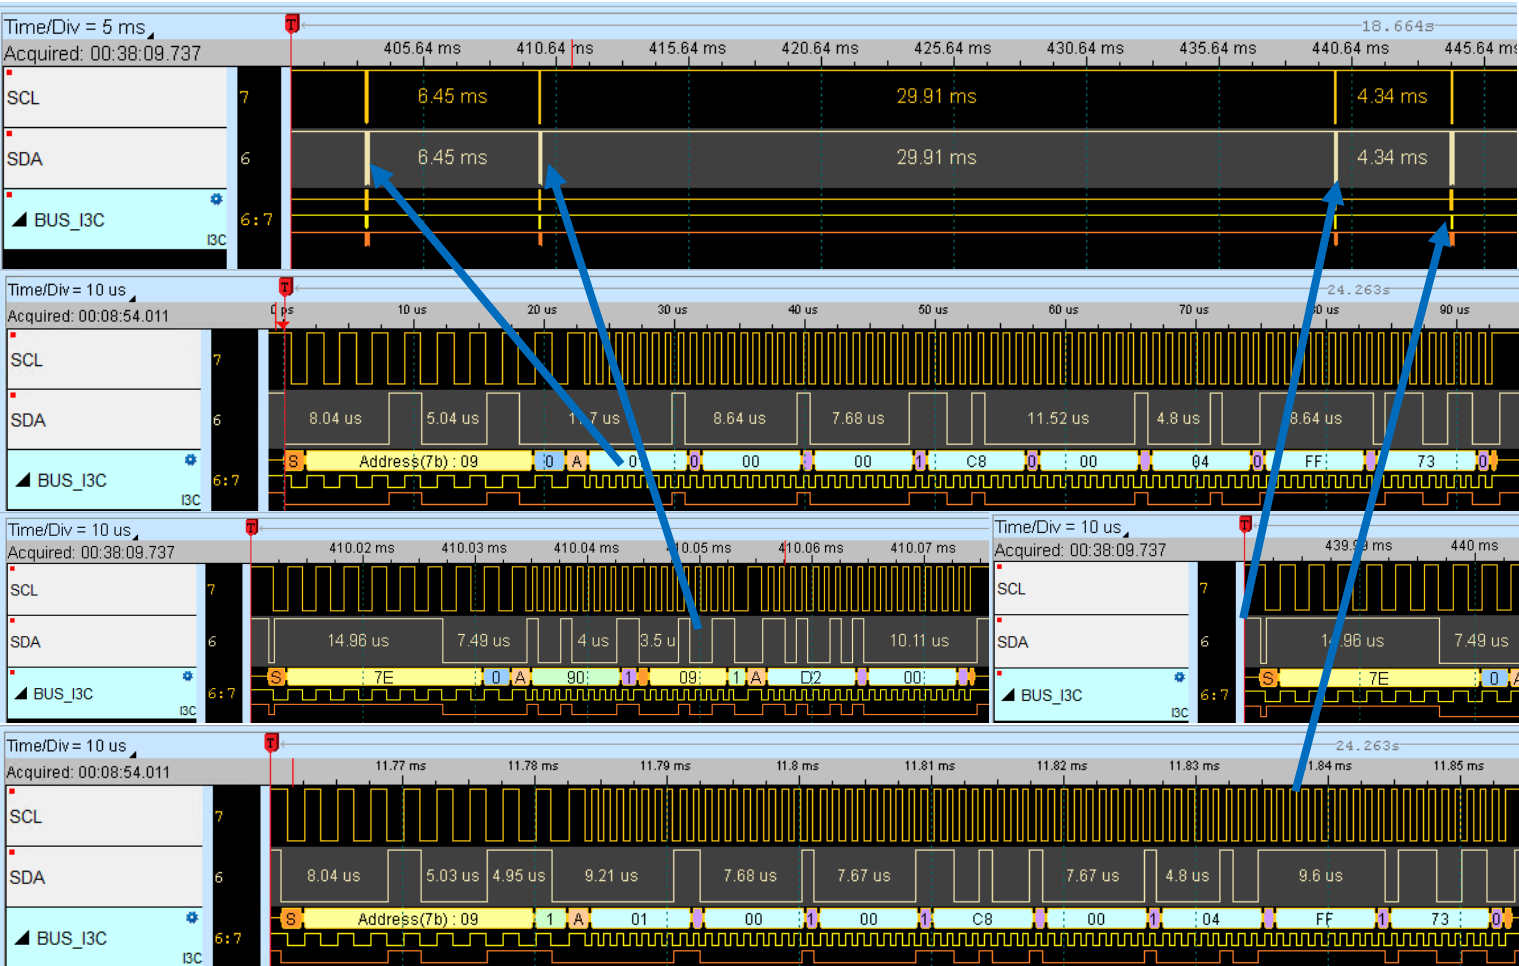 Time/Div = 5 ms
18.664s
Acquired: 00:38:09.737
405.64 ms 410.64 ms 415.64 ms 420.64 ms 425.64 ms 430.64 ms 435.64 ms 440.64 ms 445.64 ms
SCL 7 6.45 ms 29.91 ms 4.34 ms
SDA 6 6.45 ms 29.91 ms 4.34 ms
BUS_I3C 6:7
I3C
Time/Div = 10 us
24.263s
Acquired: 00:08:54.011
10 us 20 us 30 us 40 us 50 us 60 us 70 us 80 us 90 us
SCL 7
SDA 6 8.04 us 5.04 us 8.64 us 7.68 us 11.52 us 4.8 us 8.64 us
S Address(7b) : 09 0 A 0 00 00 1 C8 0 00 04 0 FF 73 0
BUS_I3C 6:7
I3C
Time/Div = 10 us
Acquired: 00:38:09.737
410.02 ms 410.03 ms 410.04 ms 410.05 ms 410.06 ms 410.07 ms
SCL 7
SDA 6 14.96 us 7.49 us 4 us 3.5 u 10.11 us
S 7E 0 A 90 1 09 1 A D2 00
BUS_I3C 6:7
I3C
Time/Div = 10 us
Acquired: 00:38:09.737
439.99 ms 440 ms
SCL 7
SDA 6 14.96 us 7.49 us
S 7E 0 A
BUS_I3C 6:7
I3C
Time/Div = 10 us
24.263s
Acquired: 00:08:54.011
11.77 ms 11.78 ms 11.79 ms 11.8 ms 11.81 ms 11.82 ms 11.83 ms 11.84 ms 11.85 ms
SCL 7
SDA 6 8.04 us 5.03 us 4.95 us 9.21 us 7.68 us 7.67 us 7.67 us 4.8 us 9.6 us
S Address(7b) : 09 1 A 01 00 1 00 1 C8 00 1 04 FF 1 73 0
BUS_I3C 6:7
I3C